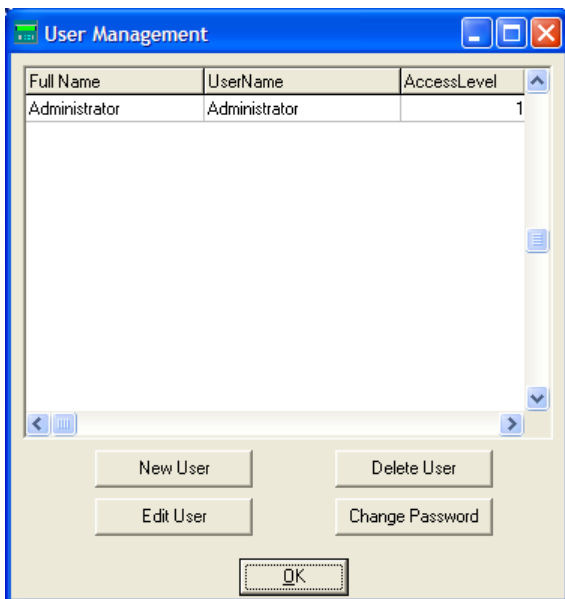 User Management
Full Name UserName AccessLevel
Administrator Administrator 1
New User Delete User
Edit User Change Password
OK